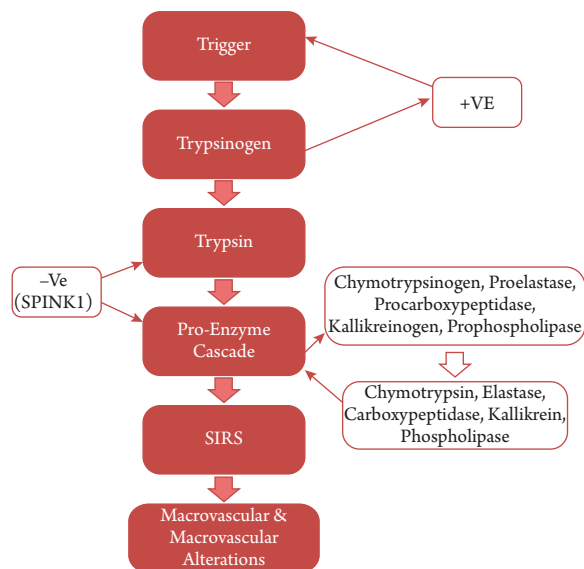 Trigger
+VE
Trypsinogen
Trypsin
–Ve
(SPINK1)
Chymotrypsinogen, Proelastase,
Procarboxypeptidase,
Kallikreinogen, Prophospholipase
Pro-Enzyme
Cascade
Chymotrypsin, Elastase,
Carboxypeptidase, Kallikrein,
Phospholipase
SIRS
Macrovascular &
Macrovascular
Alterations